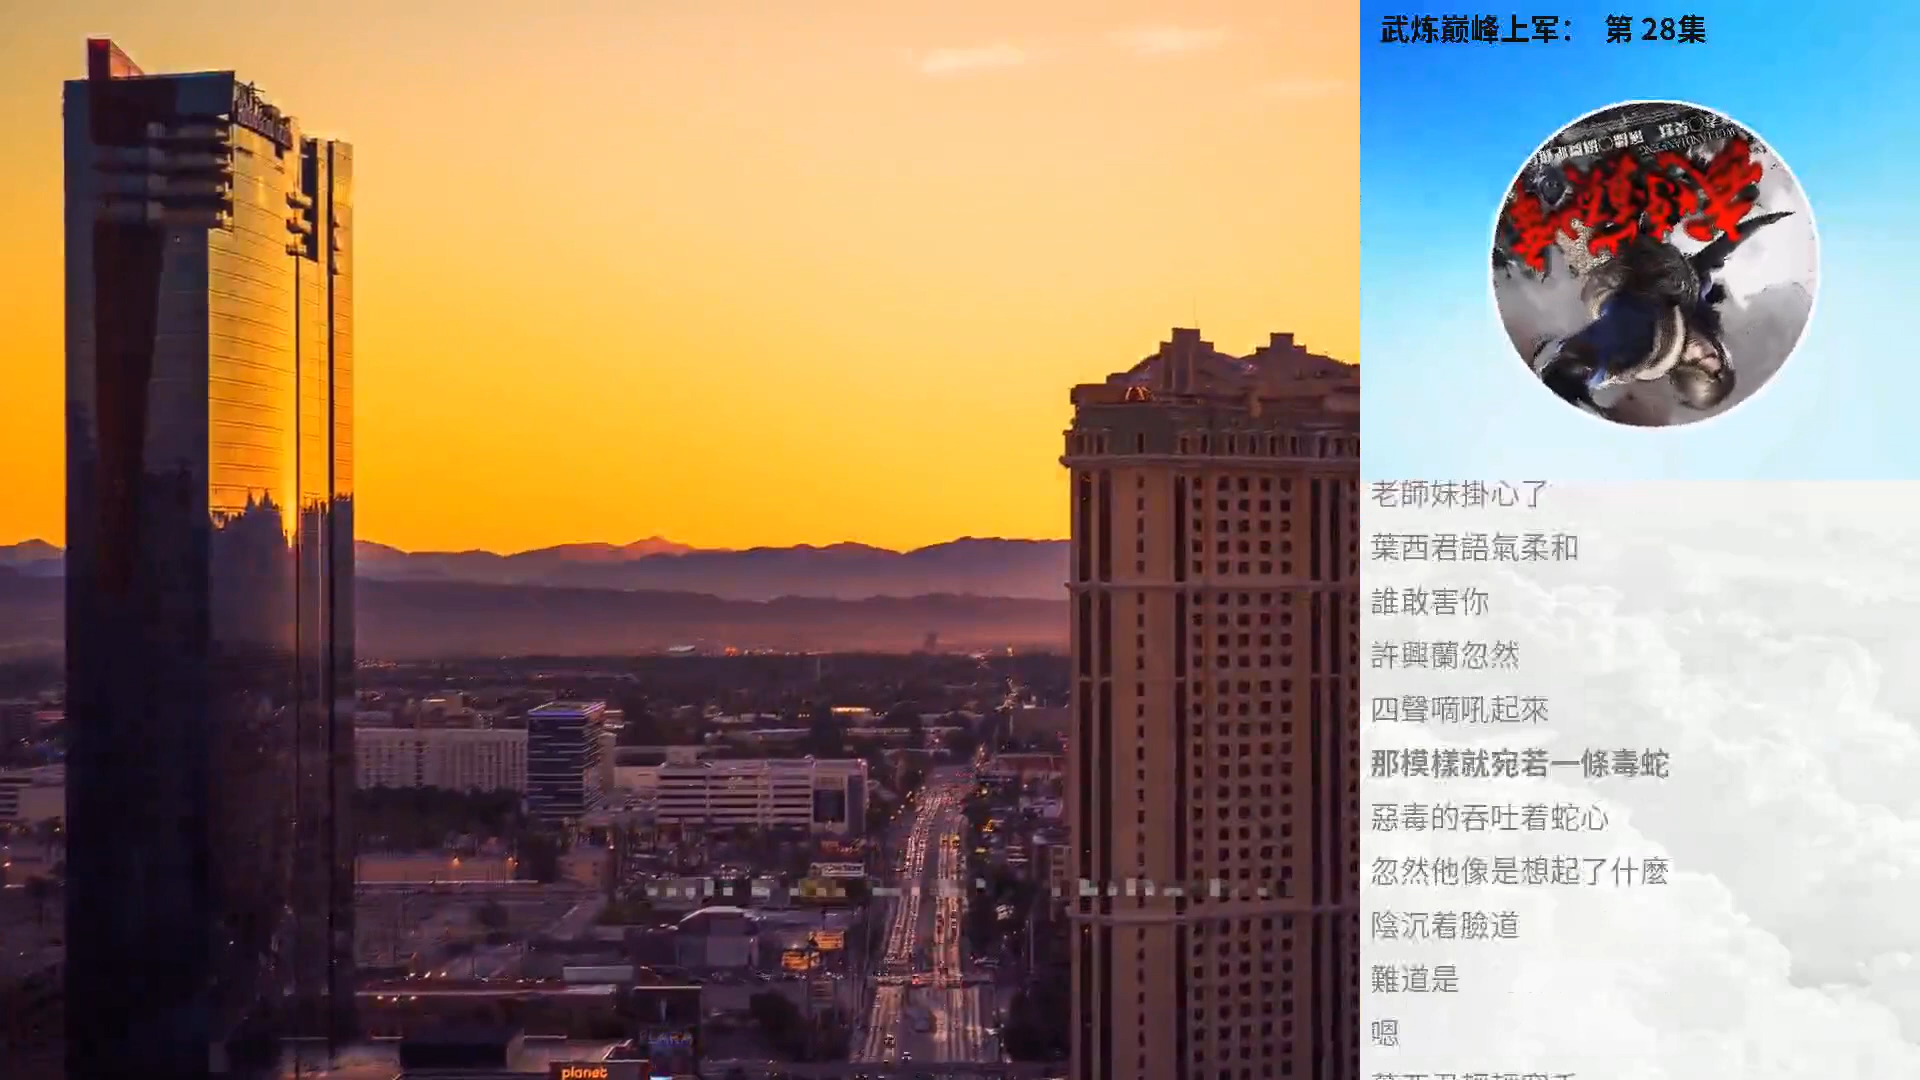 武炼巅峰上军： 第 28集
老師妹掛心了
葉西君語氣柔和
誰敢害你
許興蘭忽然
四聲嘀吼起來
那模樣就宛若一條毒蛇
惡毒的吞吐着蛇心
忽然他像是想起了什麼
陰沉着臉道
難道是
嗯
planet